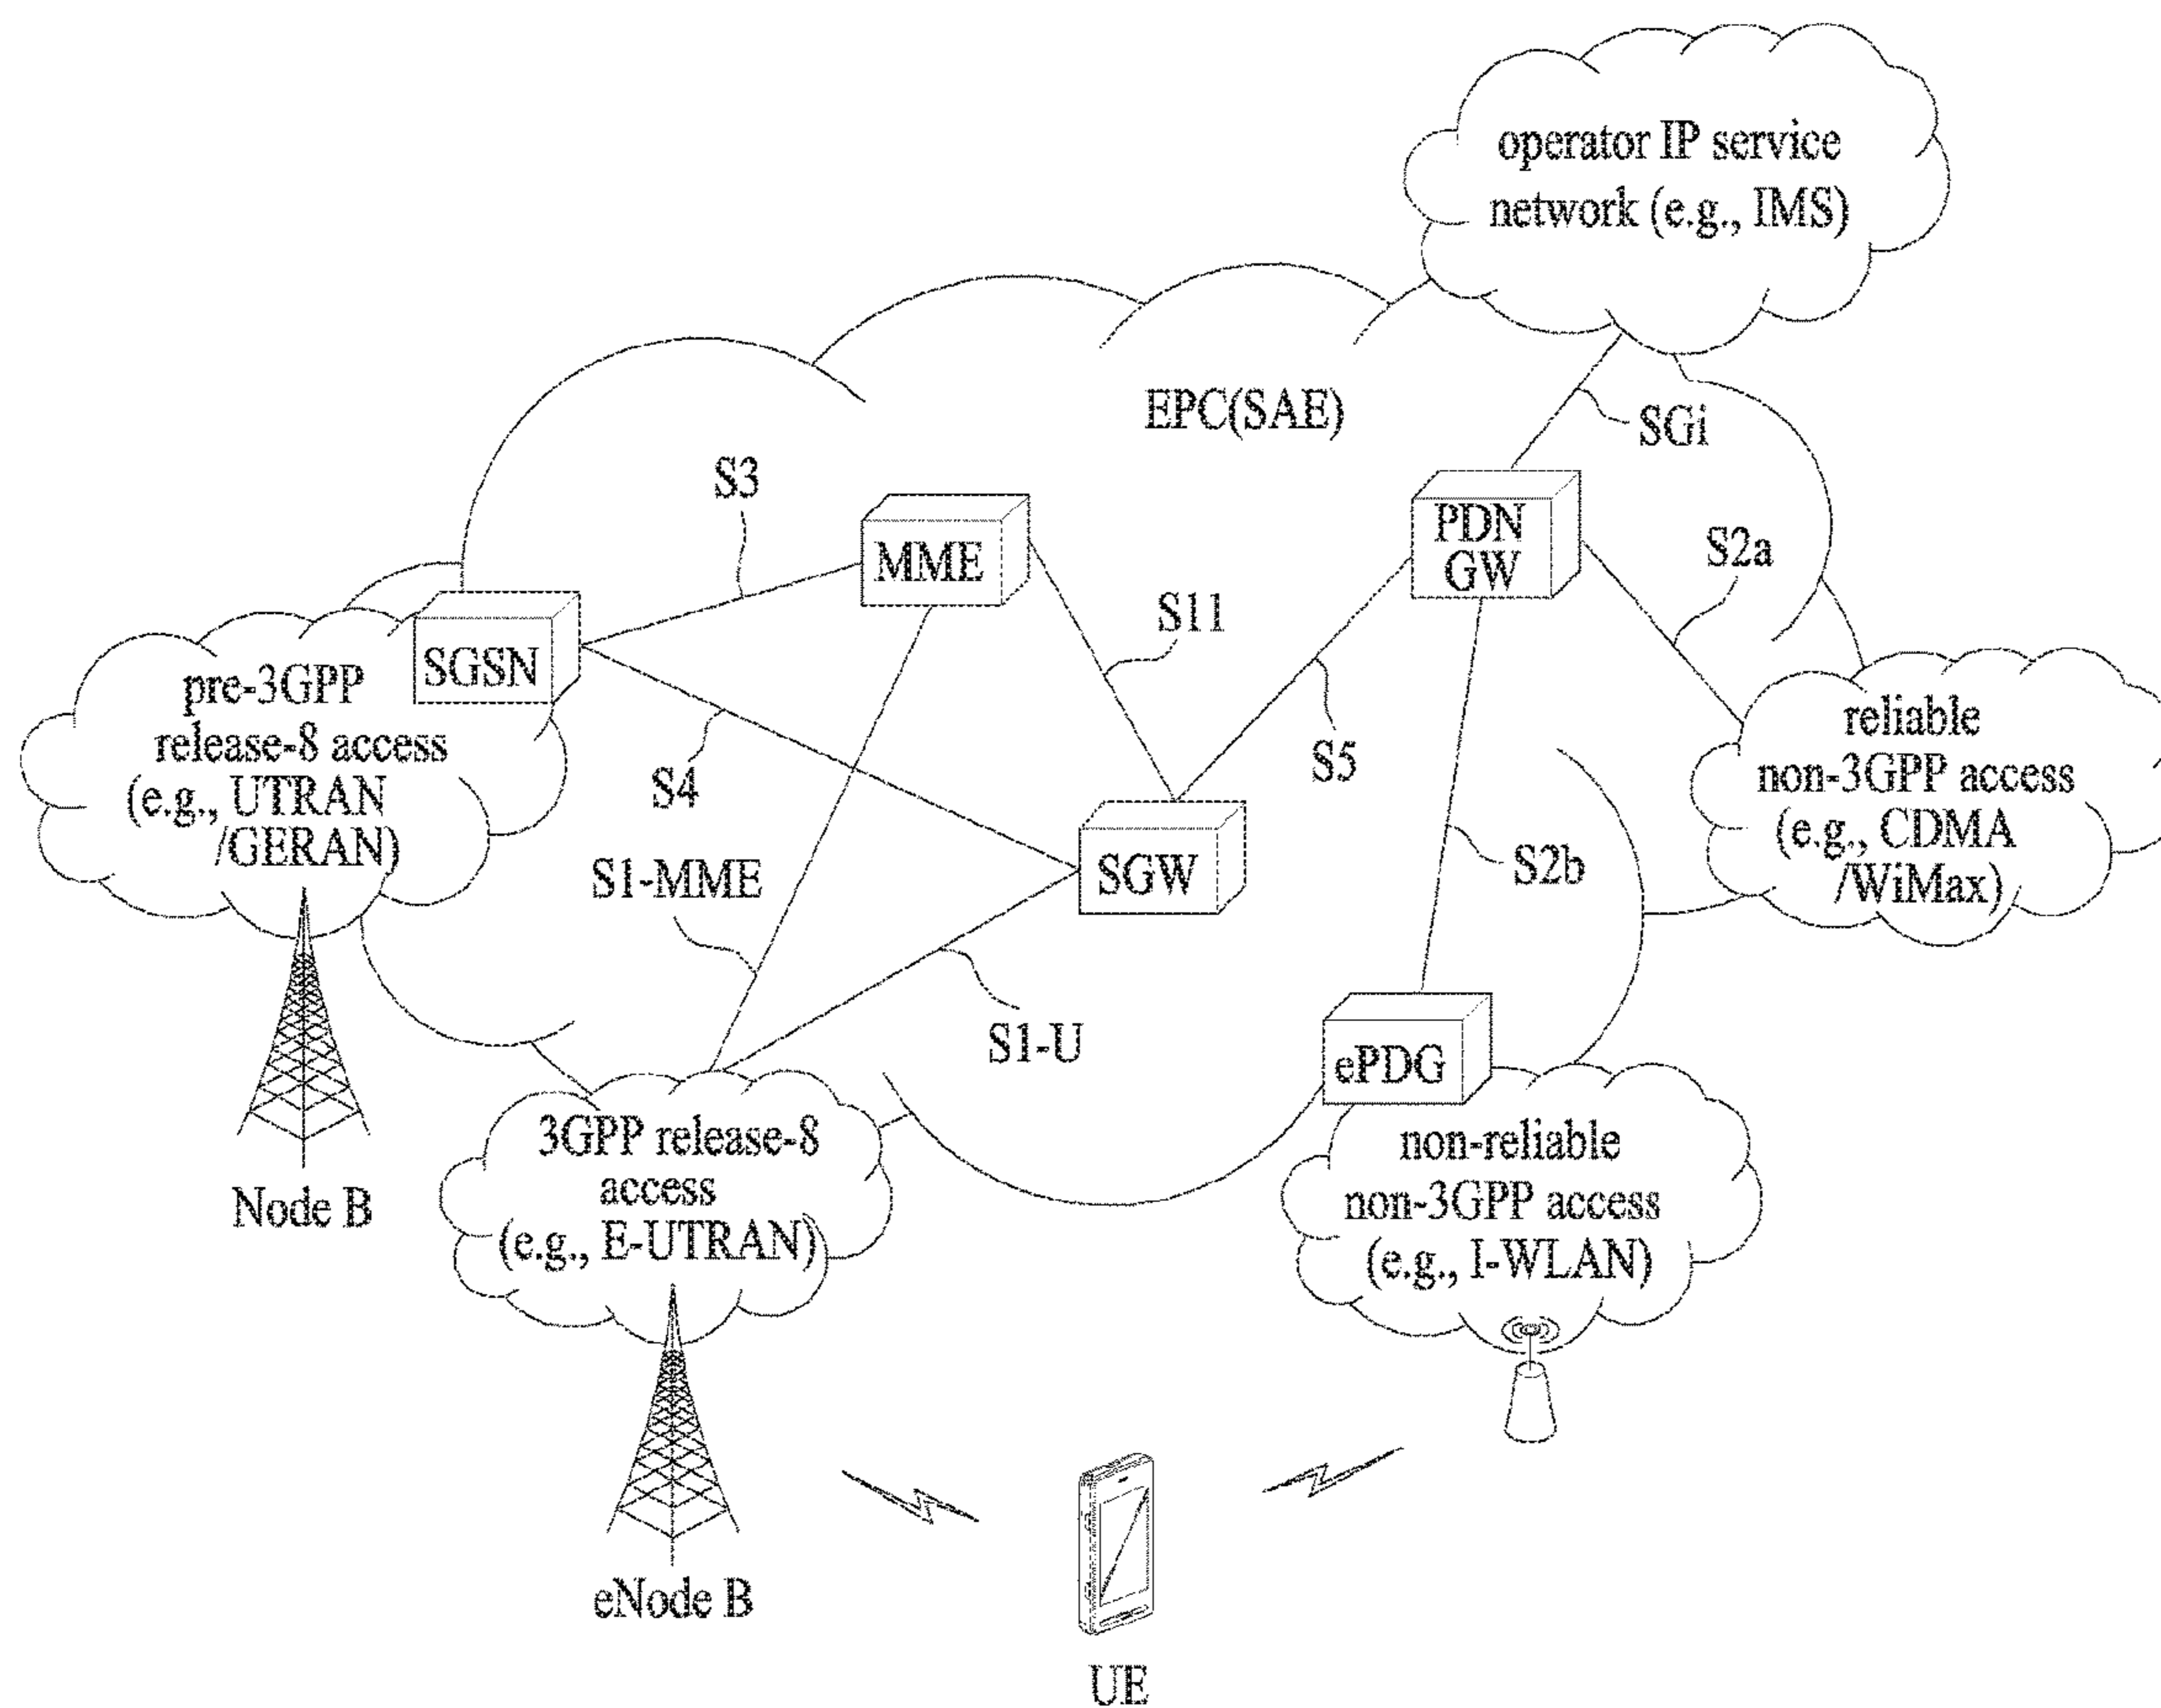 operator IP service
network (e.g., IMS)
EPC(SAE)
SGi
S3
MME
PDN
GW
S2a
S11
SGSN
pre-3GPP
release-8 access
(e.g., UTRAN
/GERAN)
S4
S5
reliable
non-3GPP access
(e.g., CDMA
/WiMax)
S1-MME
SGW
S2b
S1-U
ePDG
Node B
3GPP release-8
access
(e.g., E-UTRAN)
non-reliable
non-3GPP access
(e.g., I-WLAN)
eNode B
UE